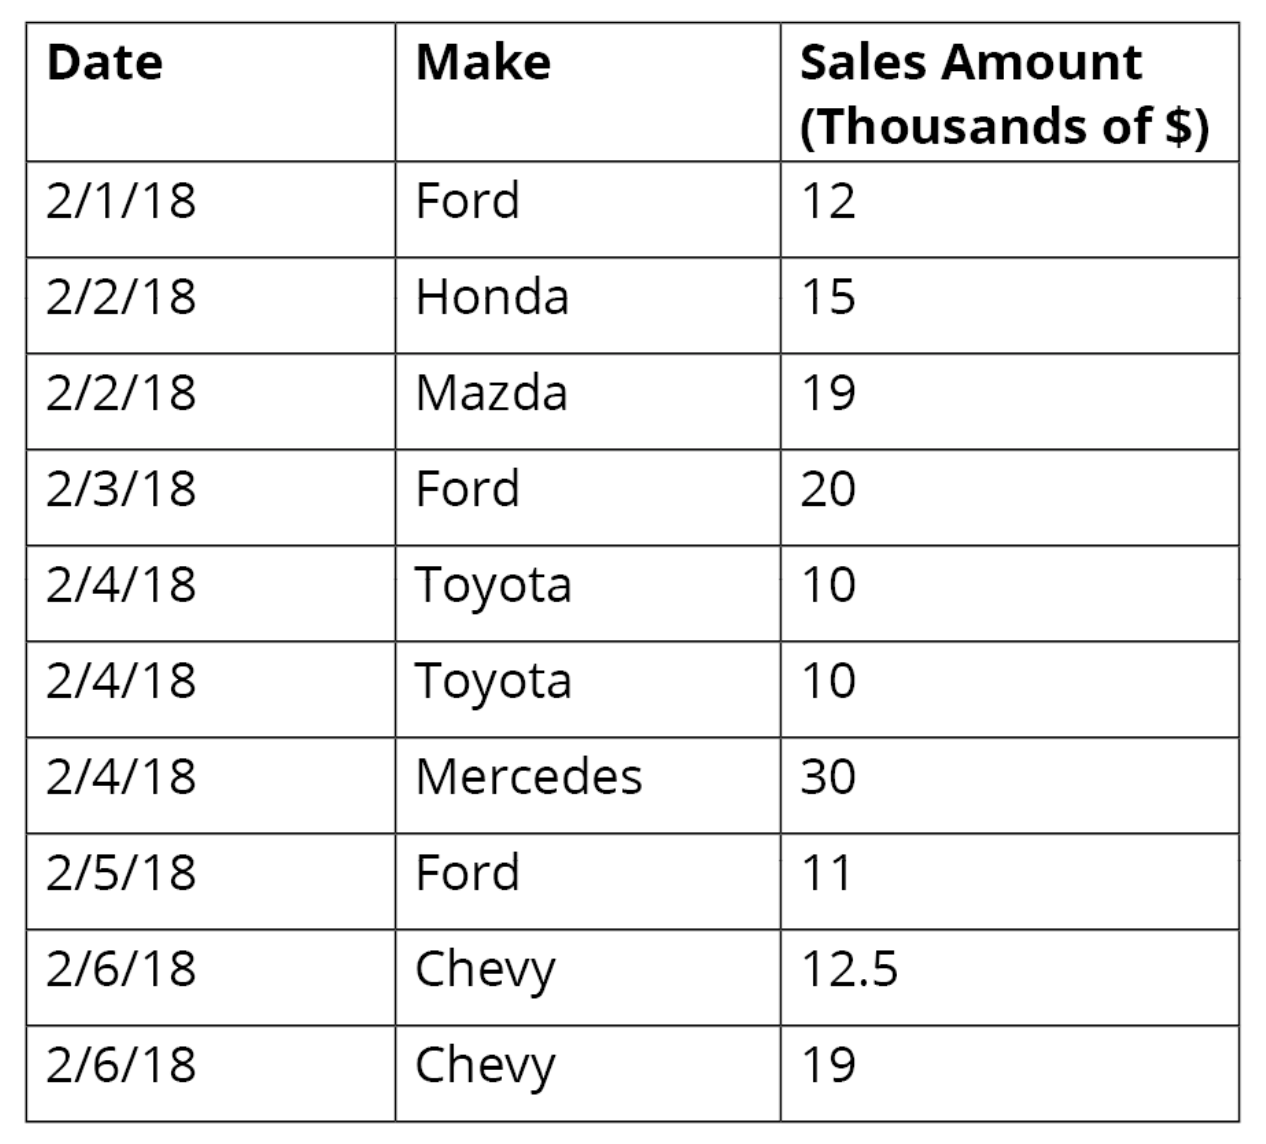 Date Make Sales Amount
(Thousands of $)
2/1/18 Ford 12
2/2/18 Honda 15
2/2/18 Mazda 19
2/3/18 Ford 20
2/4/18 Toyota 10
2/4/18 Toyota 10
2/4/18 Mercedes 30
2/5/18 Ford 11
2/6/18 Chevy 12.5
2/6/18 Chevy 19